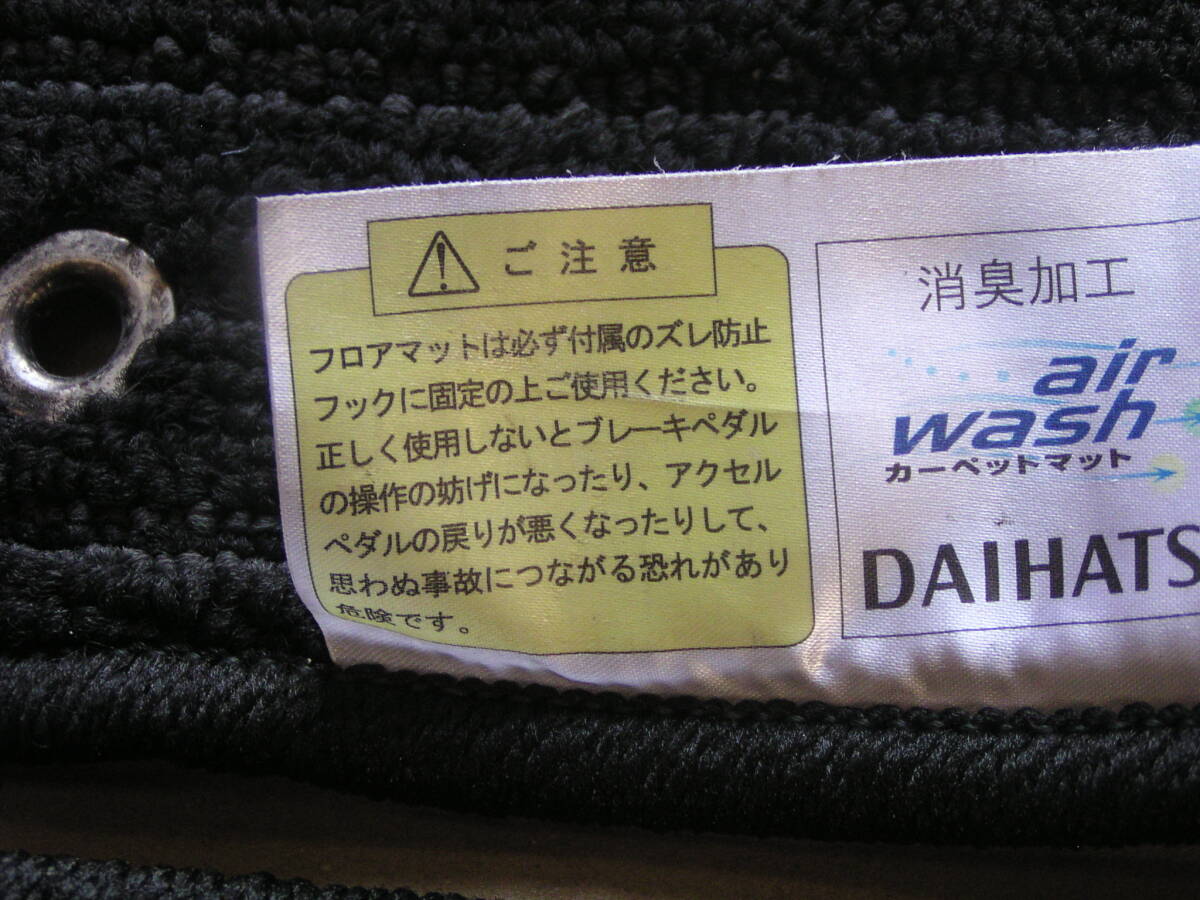 ご注意
フロアマットは必ず付属のズレ防止
フックに固定の上ご使用ください。
正しく使用しないとブレーキペダル
の操作の妨げになったり、アクセル
ペダルの戻りが悪くなったりして、
思わぬ事故につながる恐れがあり
危険です。
消臭加工
air
wash
カーペットマット
DAIHATS